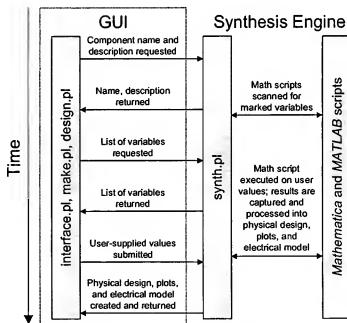 GUI
Synthesis Engine
Time
interface.pl, make.pl, design.pl
Component name and
description requested
Name, description
returned
List of variables
requested
List of variables
returned
User-supplied values
submitted
Physical design, plots,
and electrical model
created and returned
synth.pl
Math scripts
scanned for
marked variables
Math script
executed on user
values; results are
captured and
processed into
physical design,
plots, and
electrical model
Mathematica and MATLAB scripts